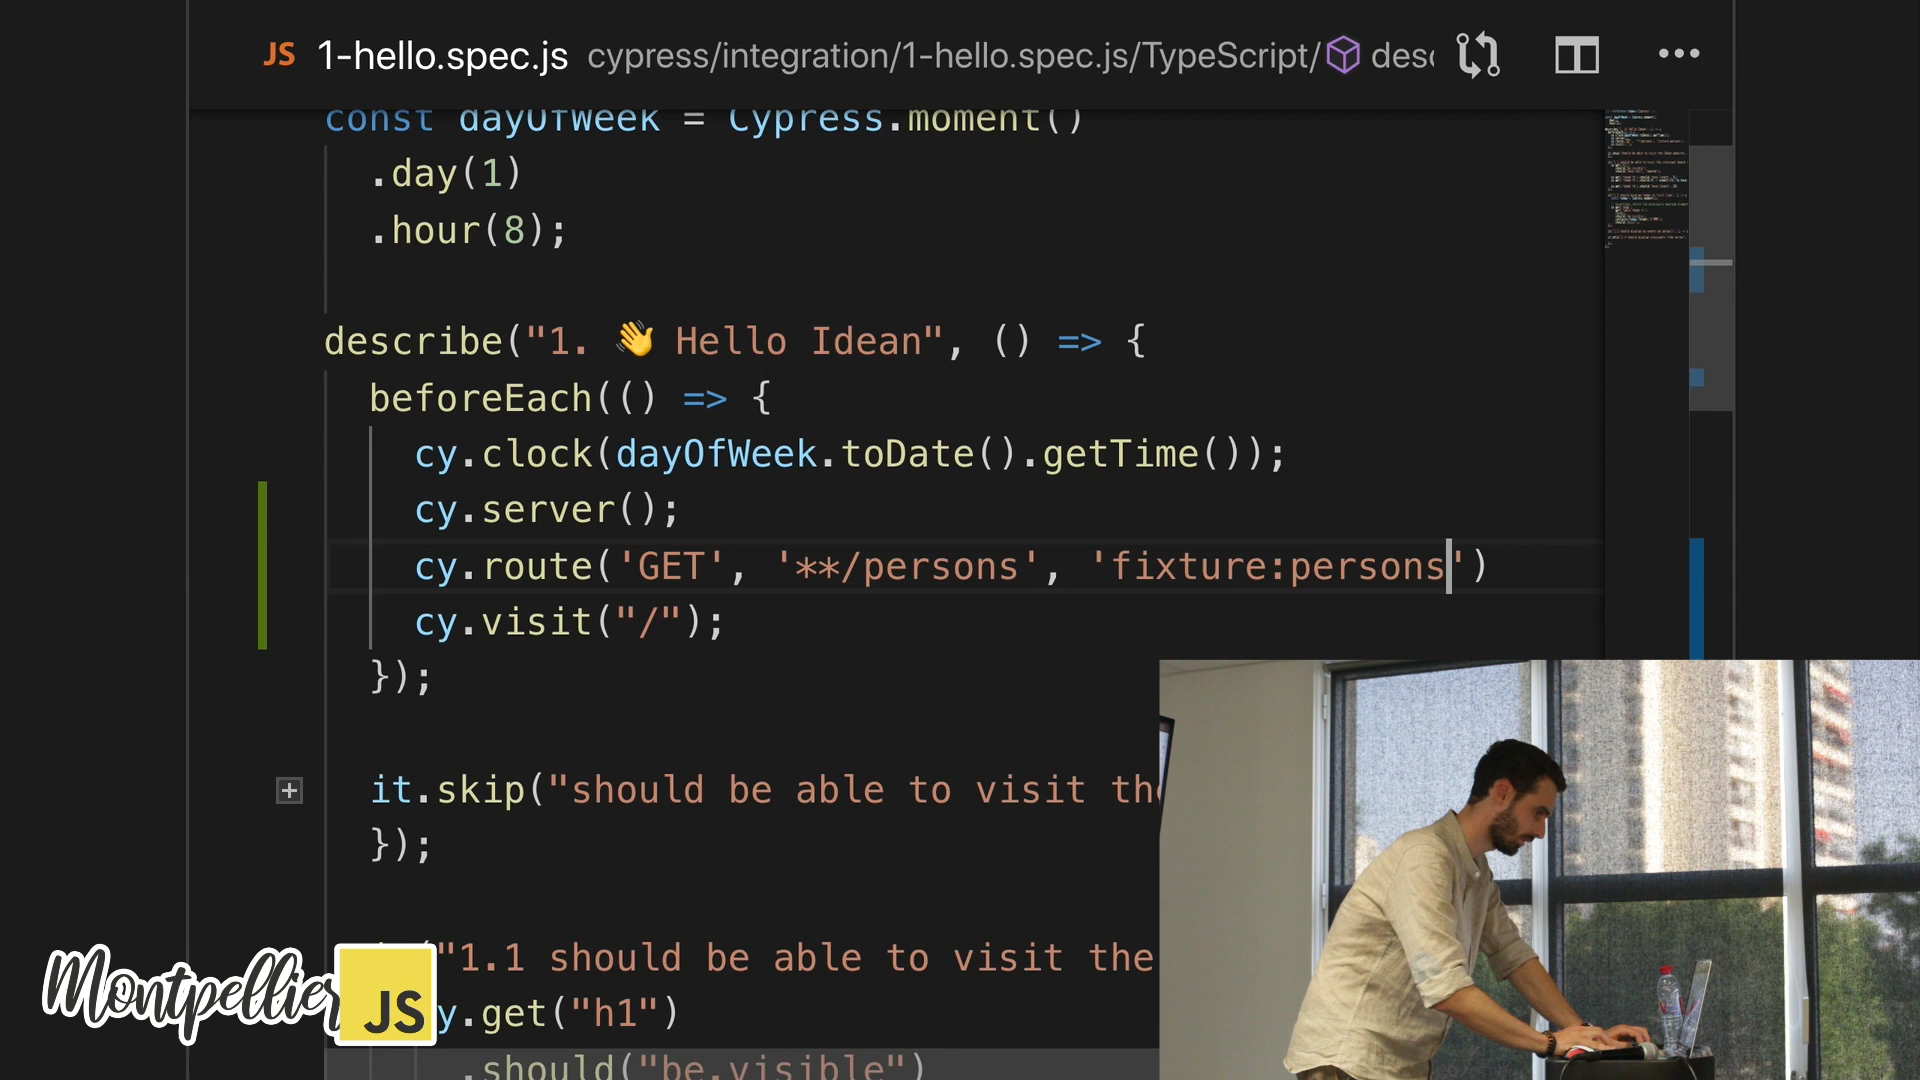 JS 1-hello.spec.js cypress/integration/1-hello.spec.js/TypeScript/ desc
const dayOfWeek = Cypress.moment()
.day(1)
.hour(8);
describe("1. 👋 Hello Idean", () => {
beforeEach(() => {
cy.clock(dayOfWeek.toDate().getTime());
cy.server();
cy.route('GET', '**/persons', 'fixture:persons')
cy.visit("/");
});
it.skip("should be able to visit the
});
"1.1 should be able to visit the
y.get("h1")
.should("be.visible")
Montpellier JS